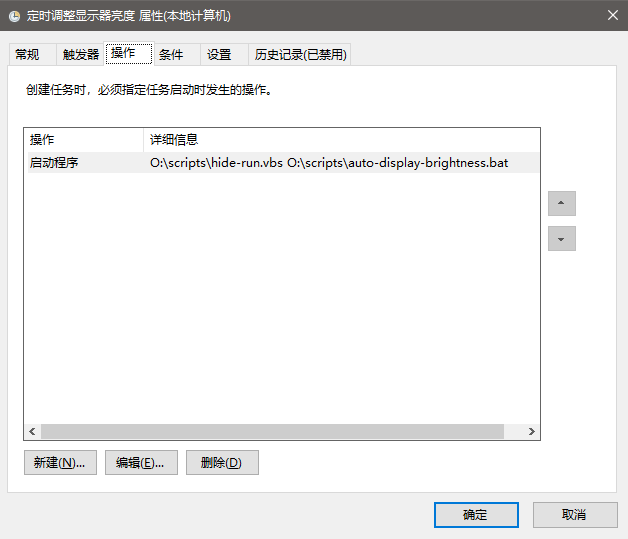 定时调整显示器亮度 属性(本地计算机)
常规 触发器 操作 条件 设置 历史记录(已禁用)
创建任务时，必须指定任务启动时发生的操作。
操作 详细信息
启动程序 O:\scripts\hide-run.vbs O:\scripts\auto-display-brightness.bat
新建(N)... 编辑(E)... 删除(D)
确定 取消